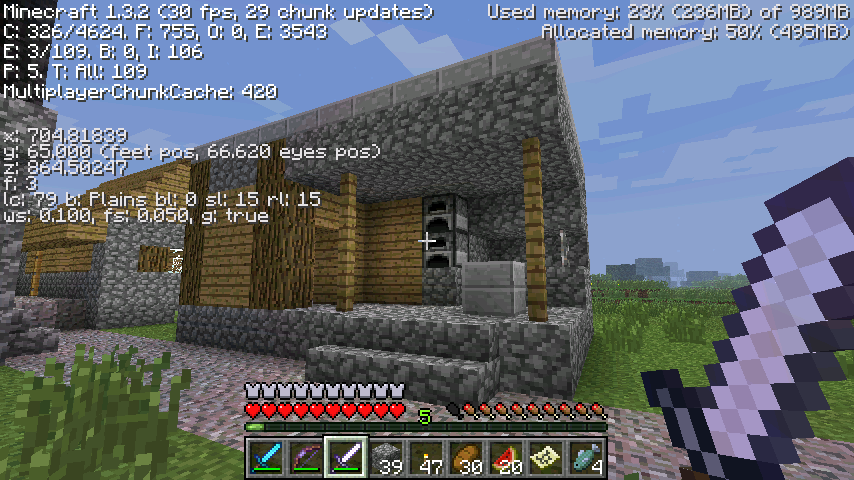 Minecraft 1.3.2 (30 fps, 29 chunk updates)
Used memory: 23% (236MB) of 989MB
C: 326/4624, F: 755, O: 0, E: 3543
Allocated memory: 50% (495MB)
E: 3/109. B: 0, I: 106
P: 5. T: All: 109
MultiplayerChunkCache: 420
x: 704.81839
y: 65.000 (feet pos, 66.620 eyes pos)
z: 864.50247
f: 3
lc: 79 b: Plains bl: 0 sl: 15 rl: 15
ws: 0.100, fs: 0.050, g: true
5
39 47 30 20 4